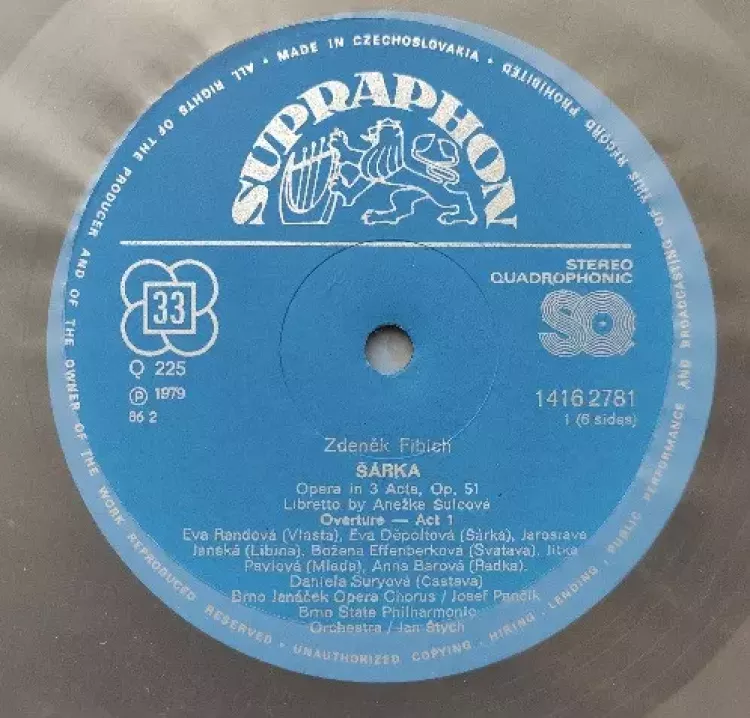 • MADE IN CZECHOSLOVAKIA •
ALL RIGHTS OF THE PRODUCER AND OF THE OWNER OF THE WORK REPRODUCED RESERVED • UNAUTHORIZED COPYING . HIRING . LENDING . PUBLIC PERFORMANCE AND BROADCASTING OF THIS RECORD PROHIBITED
SUPRAPHON
STEREO
QUADROPHONIC
33
SQ
Q 225
Ⓟ 1979
86 2
1416 2781
1 (6 sides)
Zdeněk Fibich
ŠÁRKA
Opera in 3 Acts, Op. 51
Libretto by Anežka Šulcová
Overture — Act 1
Eva Randová (Vlasta), Eva Děpoltová (Šárka), Jaroslava
Janská (Libina), Božena Effenberková (Svatava), Jitka
Pavlová (Mlada), Anna Barová (Radka),
Daniela Suryová (Častava)
Brno Janáček Opera Chorus / Josef Pančík
Brno State Philharmonic
Orchestra / Jan Štych